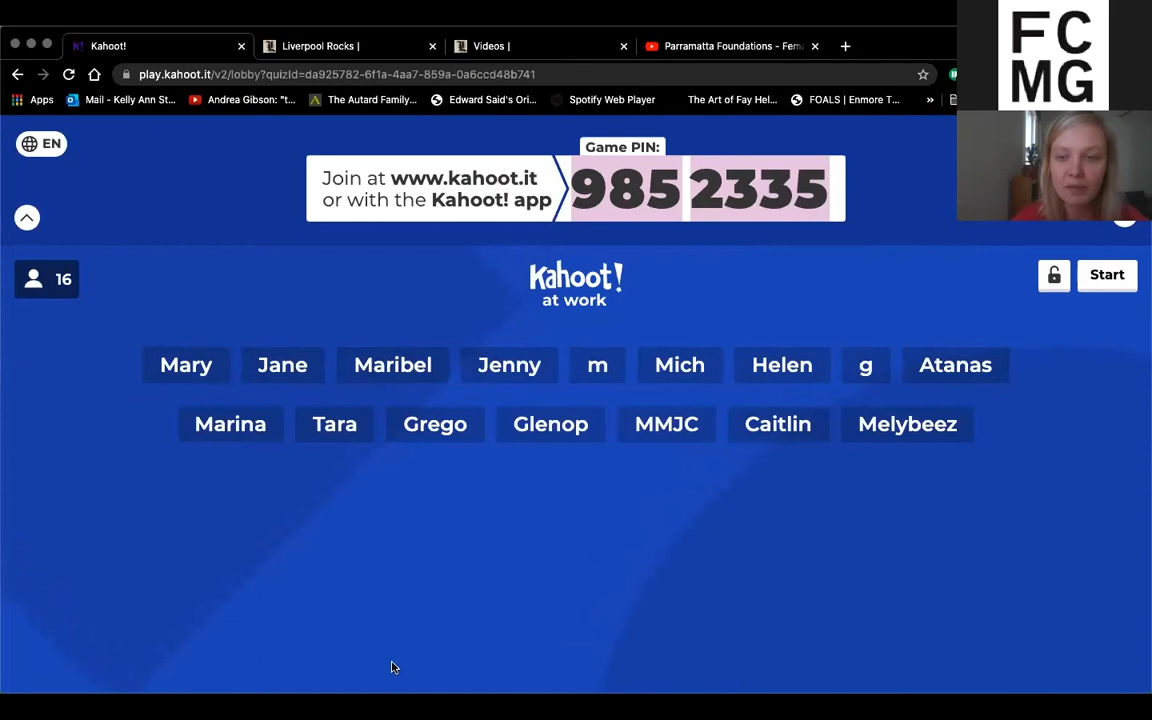 Kahoot!
Liverpool Rocks |
Videos |
Parramatta Foundations - Fem
play.kahoot.it/v2/lobby?quizId=da925782-6f1a-4aa7-859a-0a6ccd48b741
Apps
Mail - Kelly Ann St...
Andrea Gibson: "t...
The Autard Family...
Edward Said's Ori...
Spotify Web Player
The Art of Fay Hel...
FOALS | Enmore T...
»
FC
MG
EN
Game PIN:
Join at www.kahoot.it
or with the Kahoot! app
985 2335
16
Kahoot!
at work
Start
Mary Jane Maribel Jenny m Mich Helen g Atanas
Marina Tara Grego Glenop MMJC Caitlin Melybeez